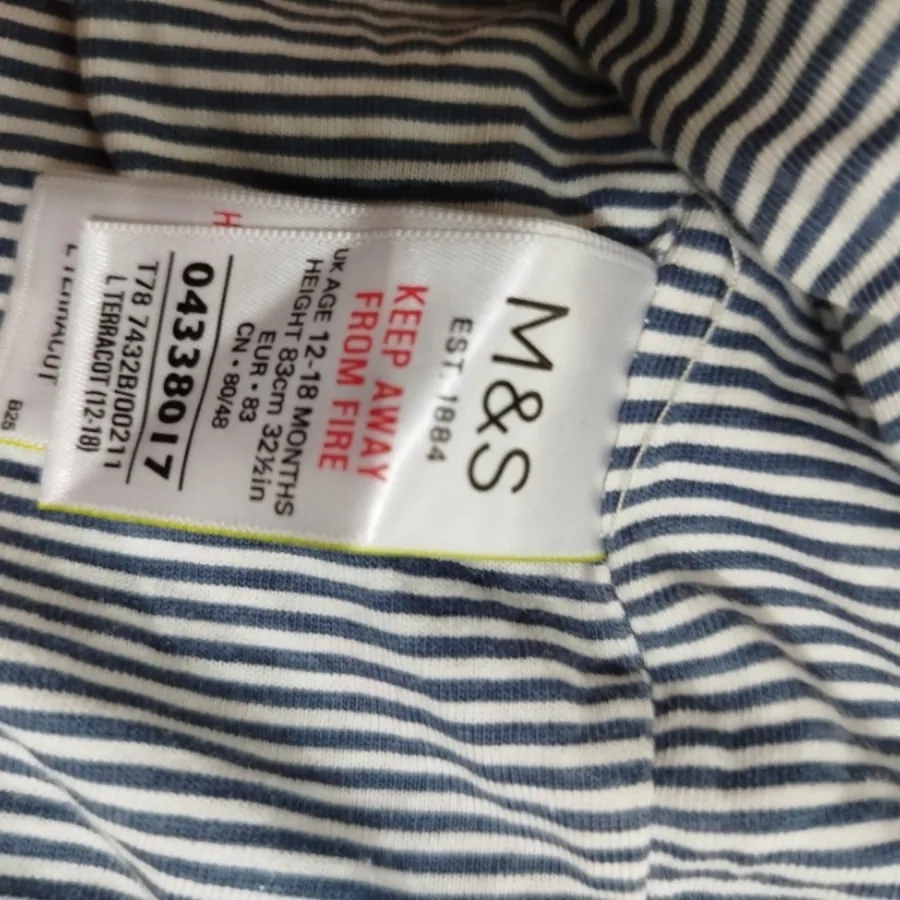 M&S
EST. 1884
KEEP AWAY
FROM FIRE
UK AGE 12-18 MONTHS
HEIGHT 83cm 32½in
EUR • 83
CN • 80/48
04338017
T78 7432B/00211
L TERRACOT (12-18)
H
L TERRACOT